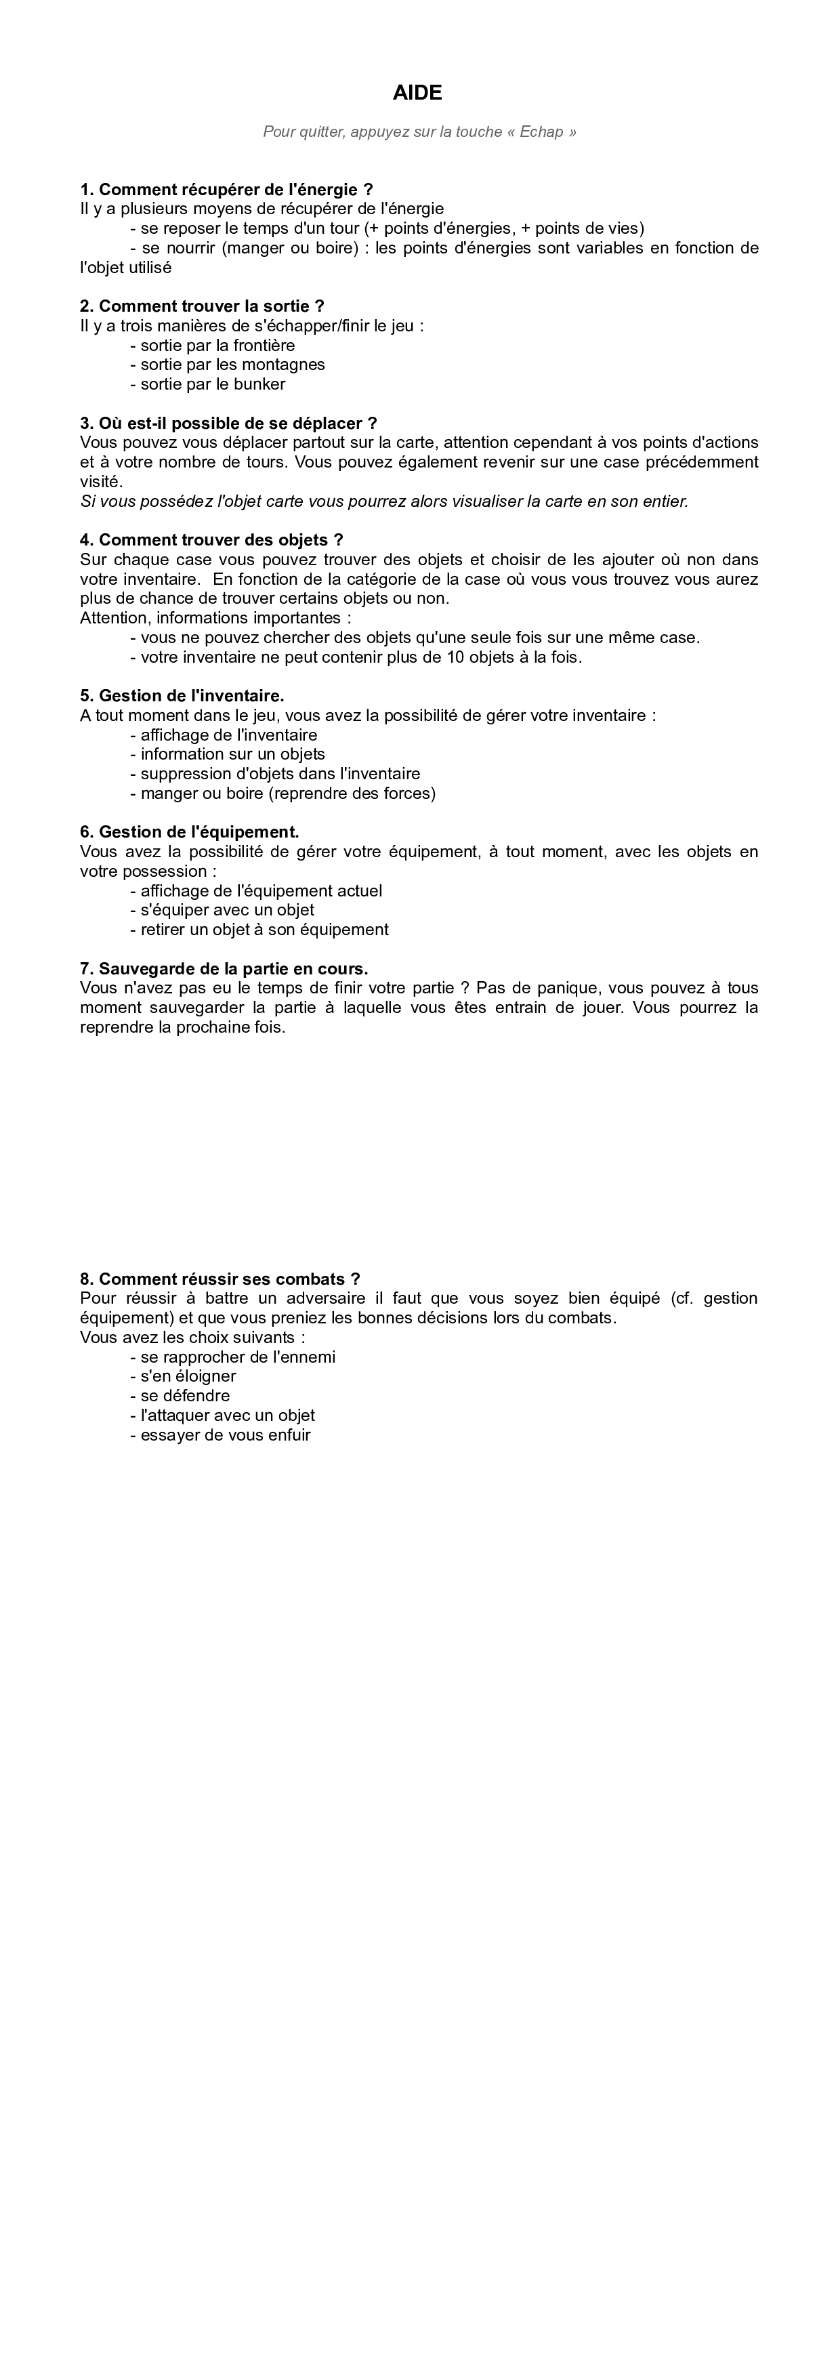 AIDE
Pour quitter, appuyez sur la touche « Echap »
1. Comment récupérer de l'énergie ?
Il y a plusieurs moyens de récupérer de l'énergie
- se reposer le temps d'un tour (+ points d'énergies, + points de vies)
- se nourrir (manger ou boire) : les points d'énergies sont variables en fonction de
l'objet utilisé
2. Comment trouver la sortie ?
Il y a trois manières de s'échapper/finir le jeu :
- sortie par la frontière
- sortie par les montagnes
- sortie par le bunker
3. Où est-il possible de se déplacer ?
Vous pouvez vous déplacer partout sur la carte, attention cependant à vos points d'actions
et à votre nombre de tours. Vous pouvez également revenir sur une case précédemment
visité.
Si vous possédez l'objet carte vous pourrez alors visualiser la carte en son entier.
4. Comment trouver des objets ?
Sur chaque case vous pouvez trouver des objets et choisir de les ajouter où non dans
votre inventaire.  En fonction de la catégorie de la case où vous vous trouvez vous aurez
plus de chance de trouver certains objets ou non.
Attention, informations importantes :
- vous ne pouvez chercher des objets qu'une seule fois sur une même case.
- votre inventaire ne peut contenir plus de 10 objets à la fois.
5. Gestion de l'inventaire.
A tout moment dans le jeu, vous avez la possibilité de gérer votre inventaire :
- affichage de l'inventaire
- information sur un objets
- suppression d'objets dans l'inventaire
- manger ou boire (reprendre des forces)
6. Gestion de l'équipement.
Vous avez la possibilité de gérer votre équipement, à tout moment, avec les objets en
votre possession :
- affichage de l'équipement actuel
- s'équiper avec un objet
- retirer un objet à son équipement
7. Sauvegarde de la partie en cours.
Vous n'avez pas eu le temps de finir votre partie ? Pas de panique, vous pouvez à tous
moment sauvegarder la partie à laquelle vous êtes entrain de jouer. Vous pourrez la
reprendre la prochaine fois.
8. Comment réussir ses combats ?
Pour réussir à battre un adversaire il faut que vous soyez bien équipé (cf. gestion
équipement) et que vous preniez les bonnes décisions lors du combats.
Vous avez les choix suivants :
- se rapprocher de l'ennemi
- s'en éloigner
- se défendre
- l'attaquer avec un objet
- essayer de vous enfuir